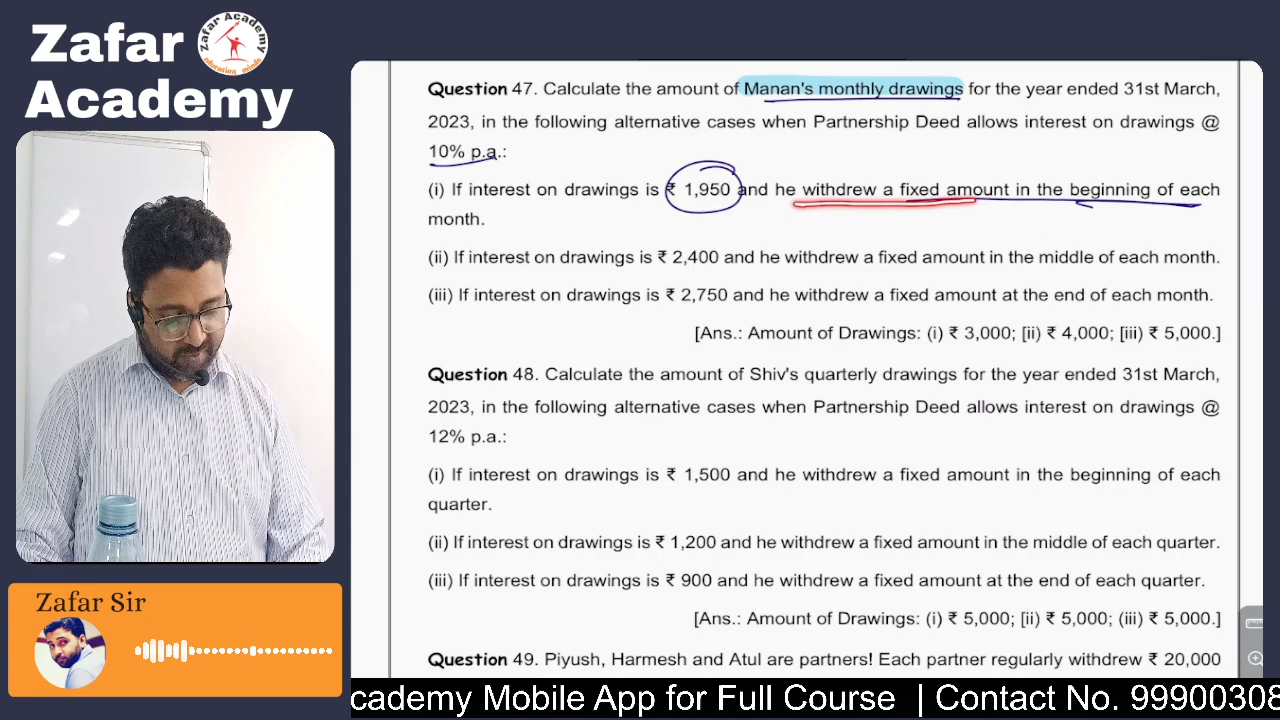 Zafar
Academy
Zafar Academy
educating minds
Question 47. Calculate the amount of Manan's monthly drawings for the year ended 31st March,
2023, in the following alternative cases when Partnership Deed allows interest on drawings @
10% p.a.:
(i) If interest on drawings is ₹ 1,950 and he withdrew a fixed amount in the beginning of each
month.
(ii) If interest on drawings is ₹ 2,400 and he withdrew a fixed amount in the middle of each month.
(iii) If interest on drawings is ₹ 2,750 and he withdrew a fixed amount at the end of each month.
[Ans.: Amount of Drawings: (i) ₹ 3,000; [ii) ₹ 4,000; [iii) ₹ 5,000.]
Question 48. Calculate the amount of Shiv's quarterly drawings for the year ended 31st March,
2023, in the following alternative cases when Partnership Deed allows interest on drawings @
12% p.a.:
(i) If interest on drawings is ₹ 1,500 and he withdrew a fixed amount in the beginning of each
quarter.
(ii) If interest on drawings is ₹ 1,200 and he withdrew a fixed amount in the middle of each quarter.
(iii) If interest on drawings is ₹ 900 and he withdrew a fixed amount at the end of each quarter.
[Ans.: Amount of Drawings: (i) ₹ 5,000; [ii) ₹ 5,000; (iii) ₹ 5,000.]
Question 49. Piyush, Harmesh and Atul are partners! Each partner regularly withdrew ₹ 20,000
Zafar Sir
cademy Mobile App for Full Course | Contact No. 99900308